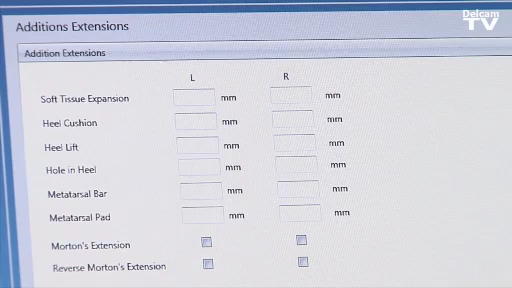 Delcam
TV
Additions Extensions
Addition Extensions
L R
Soft Tissue Expansion mm mm
Heel Cushion mm mm
Heel Lift mm mm
Hole in Heel mm mm
Metatarsal Bar mm mm
Metatarsal Pad mm mm
Morton's Extension
Reverse Morton's Extension